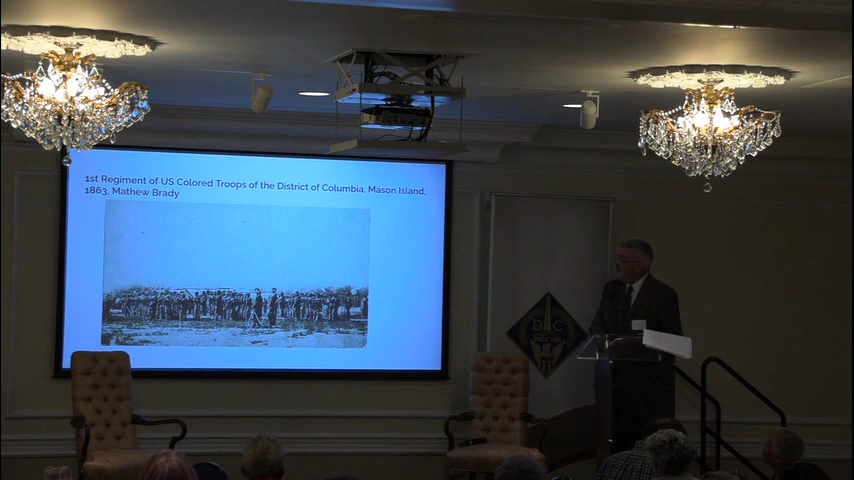 1st Regiment of US Colored Troops of the District of Columbia, Mason Island,
1863, Mathew Brady
D C